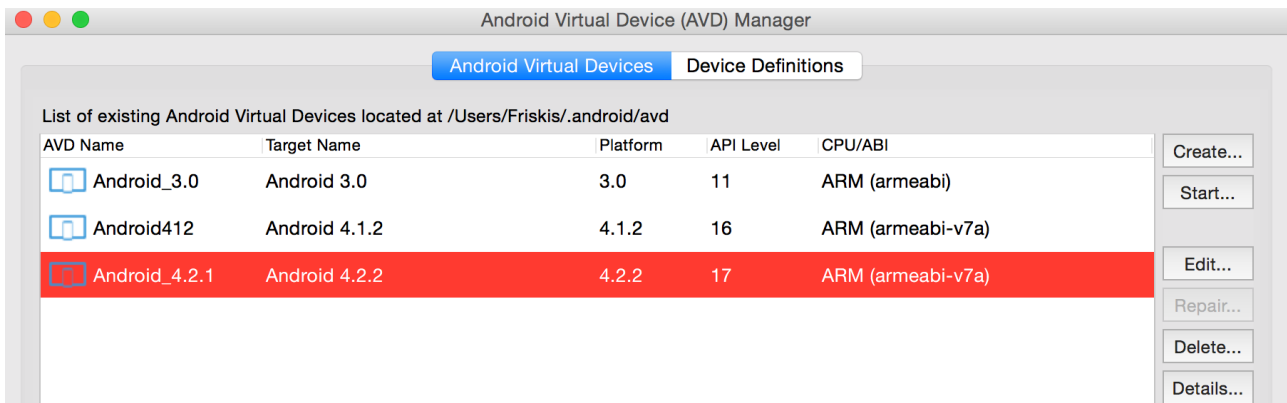 Android Virtual Device (AVD) Manager
Android Virtual Devices Device Definitions
List of existing Android Virtual Devices located at /Users/Friskis/.android/avd
AVD Name Target Name Platform API Level CPU/ABI
Android_3.0 Android 3.0 3.0 11 ARM (armeabi)
Android412 Android 4.1.2 4.1.2 16 ARM (armeabi-v7a)
Android_4.2.1 Android 4.2.2 4.2.2 17 ARM (armeabi-v7a)
Create...
Start...
Edit...
Repair...
Delete...
Details...